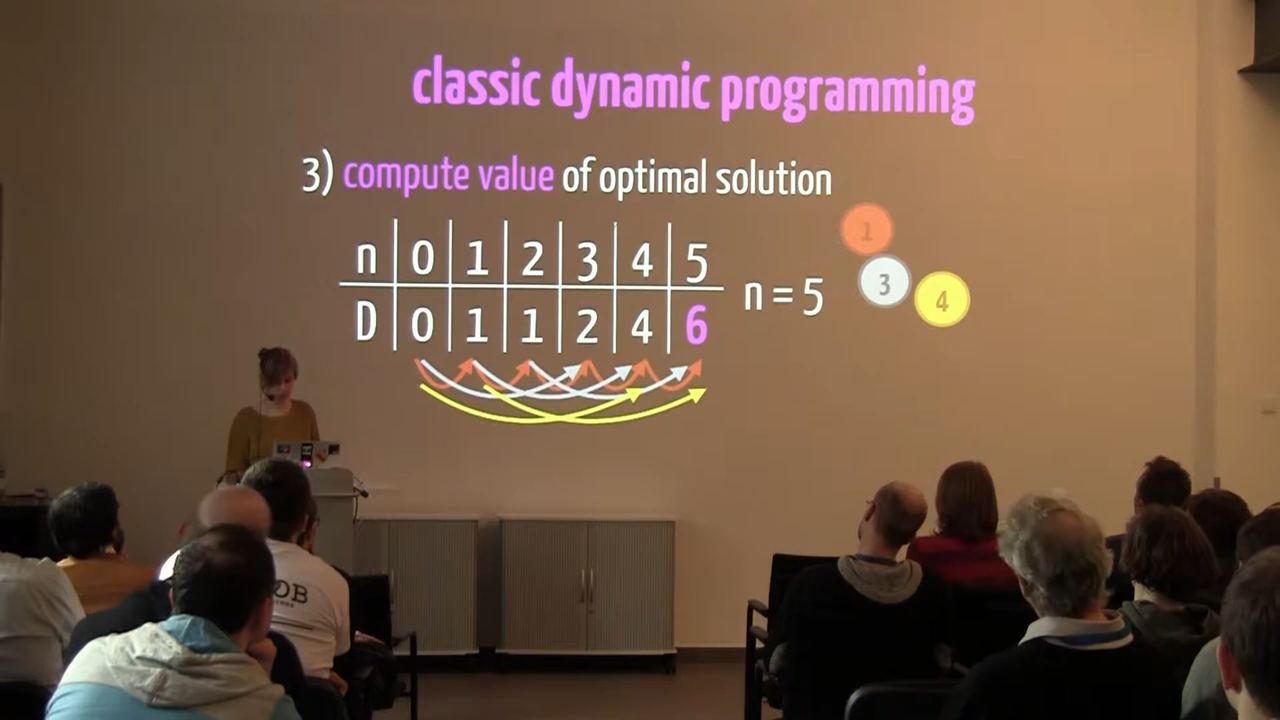 classic dynamic programming
3) compute value of optimal solution
n 0 1 2 3 4 5
D 0 1 1 2 4 6
n = 5
1
3
4
OB